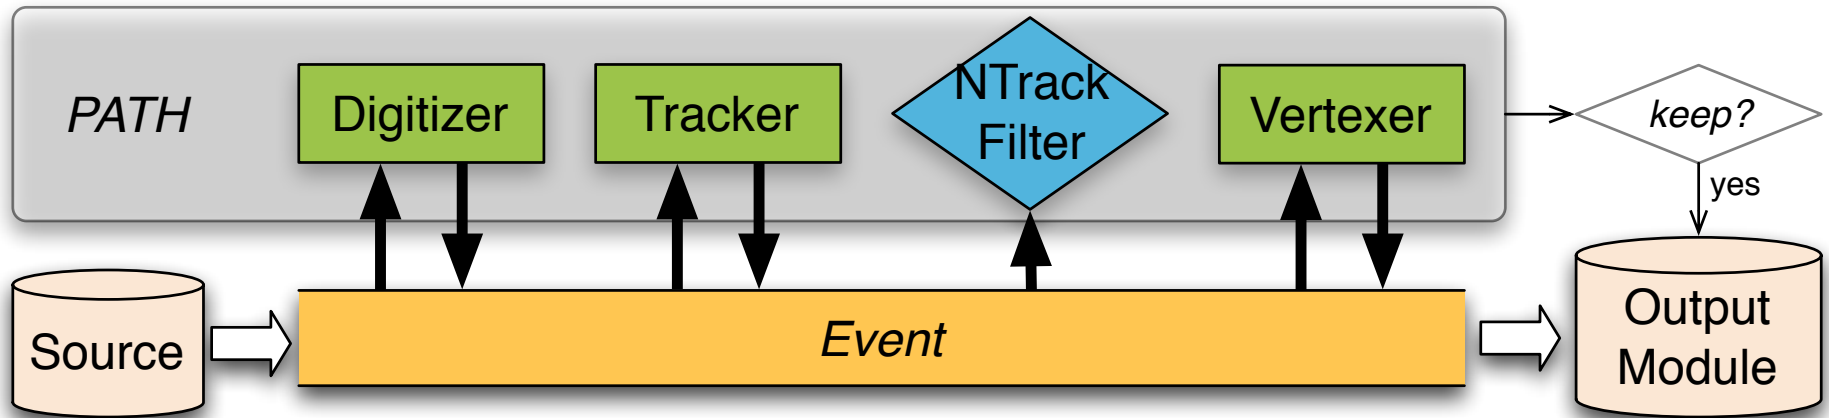 PATH
Digitizer
Tracker
NTrack
Filter
Vertexer
keep?
yes
Source
Event
Output
Module